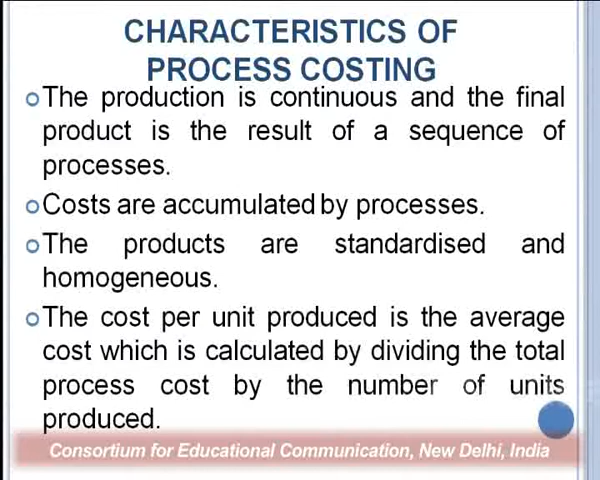 CHARACTERISTICS OF
PROCESS COSTING
The production is continuous and the final
product is the result of a sequence of
processes.
Costs are accumulated by processes.
The products are standardised and
homogeneous.
The cost per unit produced is the average
cost which is calculated by dividing the total
process cost by the number of units
produced.
Consortium for Educational Communication, New Delhi, India